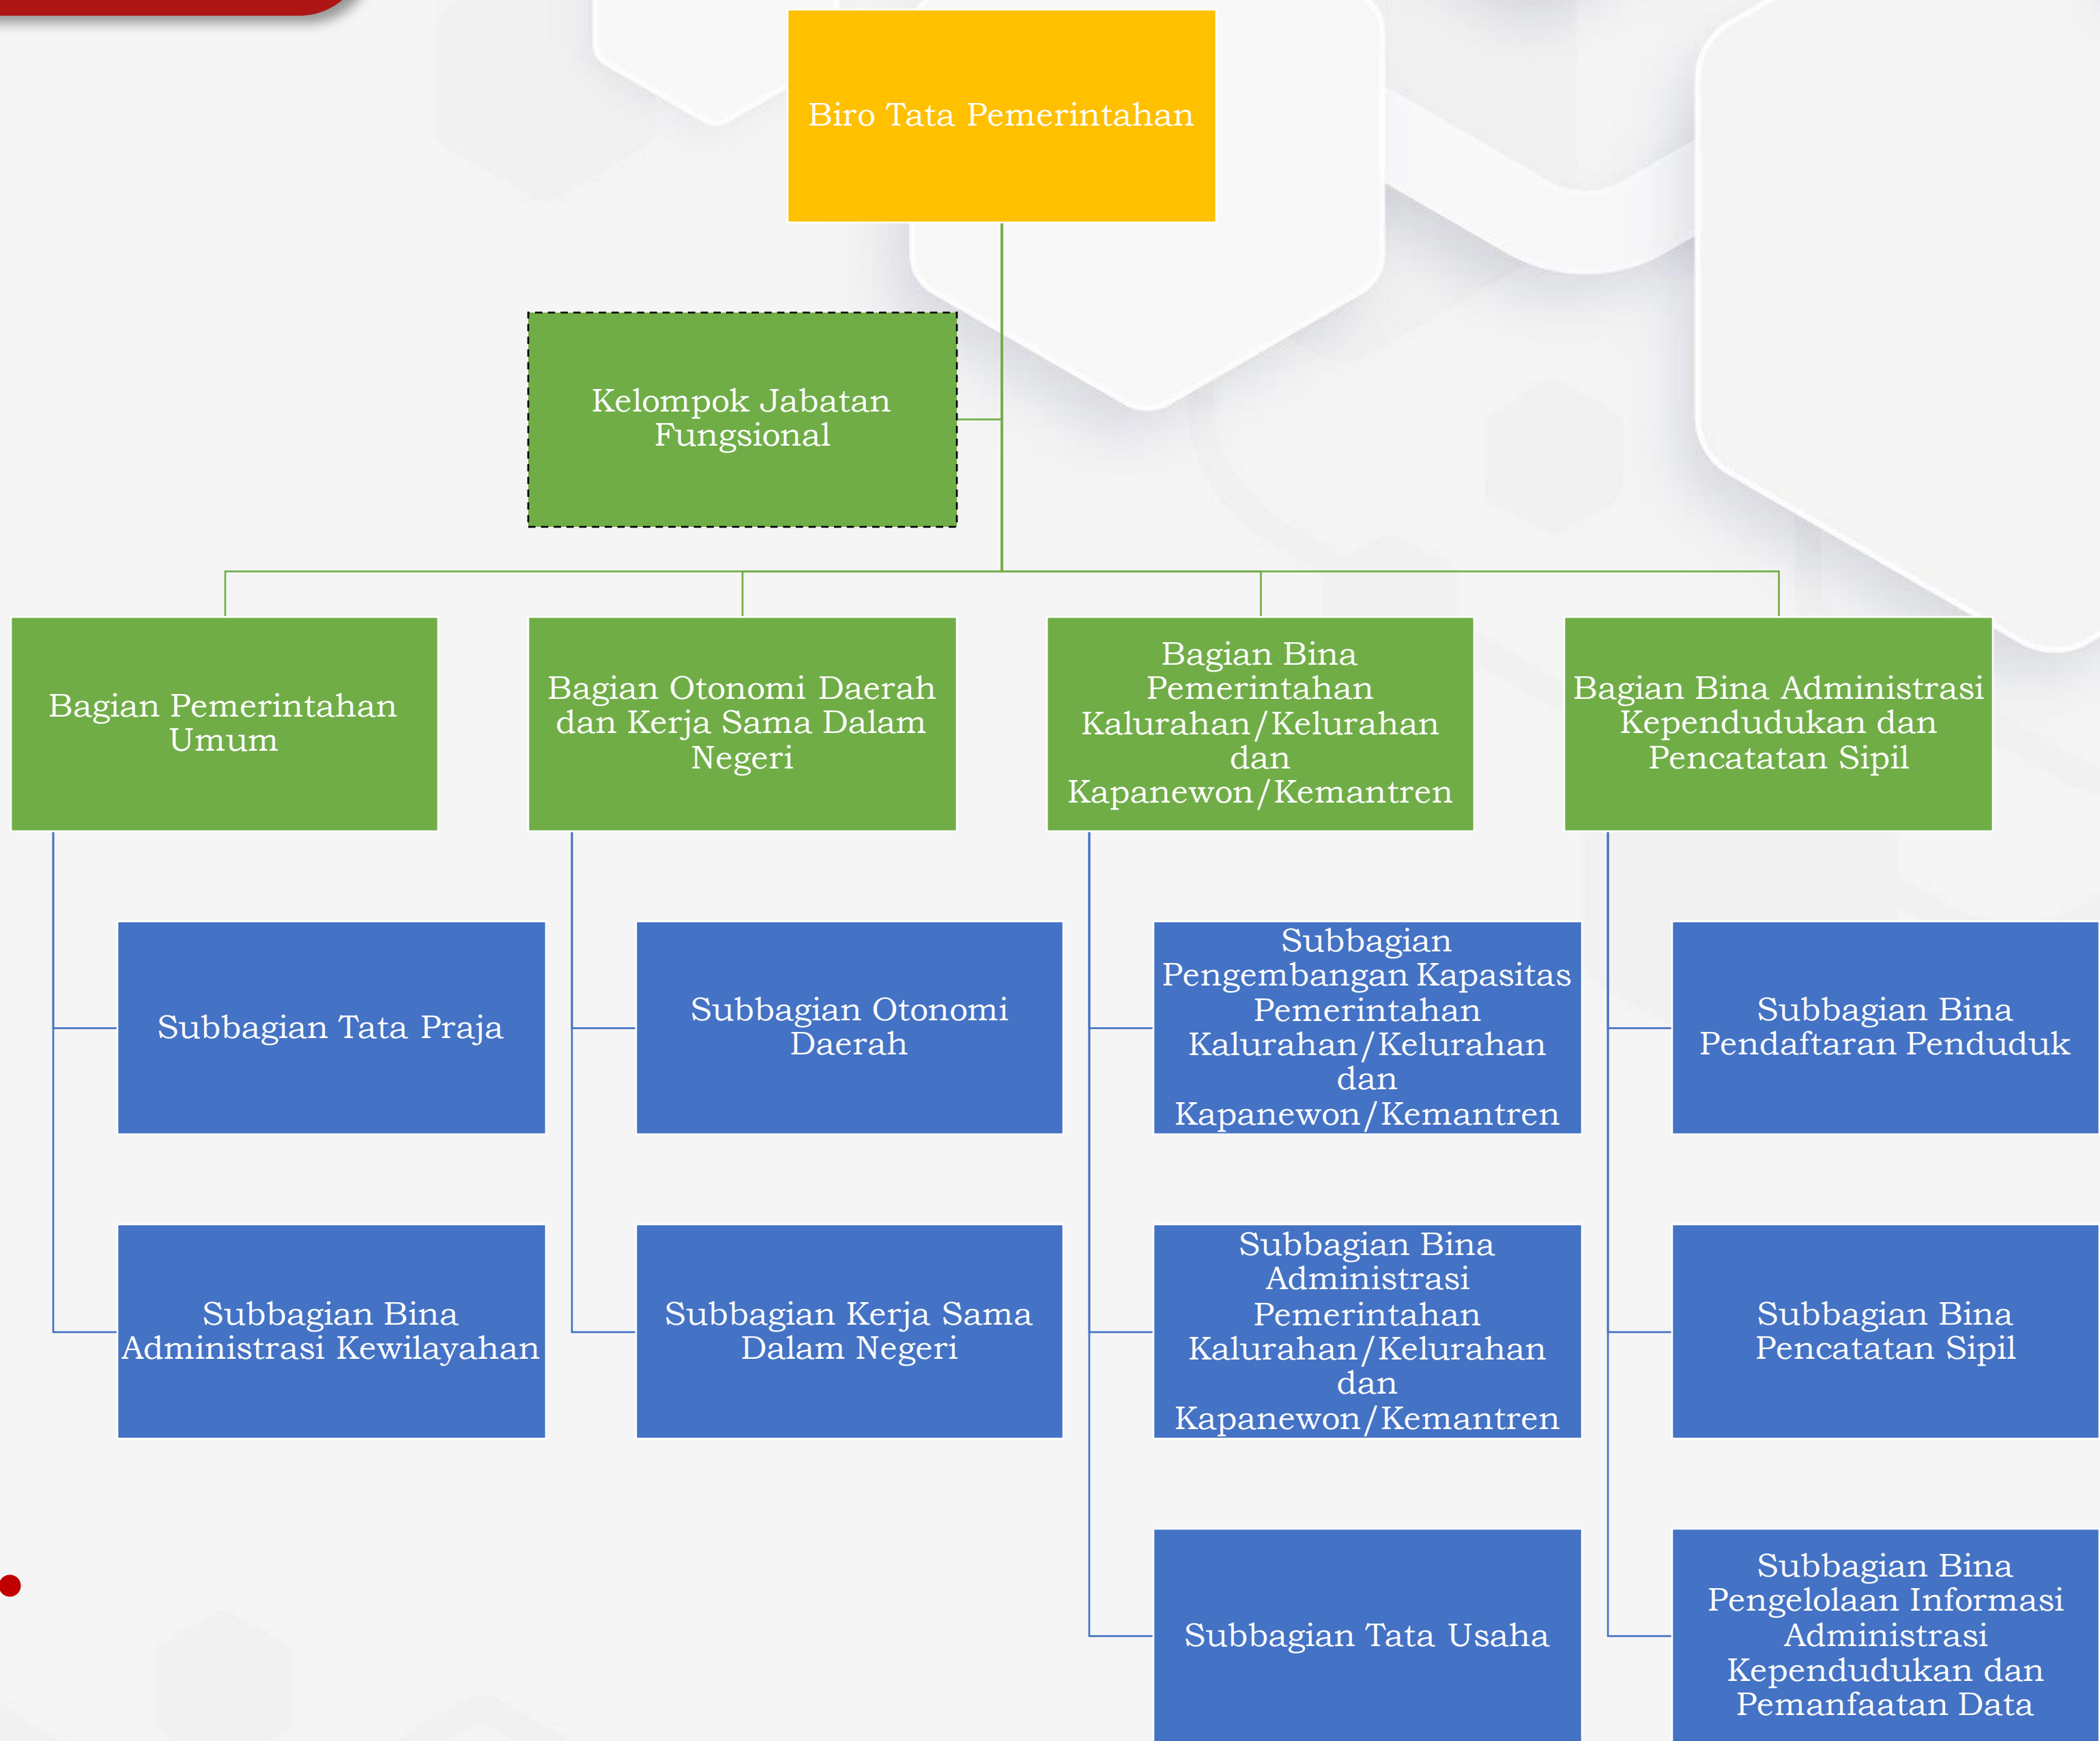 Biro Tata Pemerintahan
Kelompok Jabatan
Fungsional
Bagian Pemerintahan
Umum
Bagian Otonomi Daerah
dan Kerja Sama Dalam
Negeri
Bagian Bina
Pemerintahan
Kalurahan/Kelurahan
dan
Kapanewon/Kemantren
Bagian Bina Administrasi
Kependudukan dan
Pencatatan Sipil
Subbagian Tata Praja
Subbagian Otonomi
Daerah
Subbagian
Pengembangan Kapasitas
Pemerintahan
Kalurahan/Kelurahan
dan
Kapanewon/Kemantren
Subbagian Bina
Pendaftaran Penduduk
Subbagian Bina
Administrasi Kewilayahan
Subbagian Kerja Sama
Dalam Negeri
Subbagian Bina
Administrasi
Pemerintahan
Kalurahan/Kelurahan
dan
Kapanewon/Kemantren
Subbagian Bina
Pencatatan Sipil
Subbagian Tata Usaha
Subbagian Bina
Pengelolaan Informasi
Administrasi
Kependudukan dan
Pemanfaatan Data